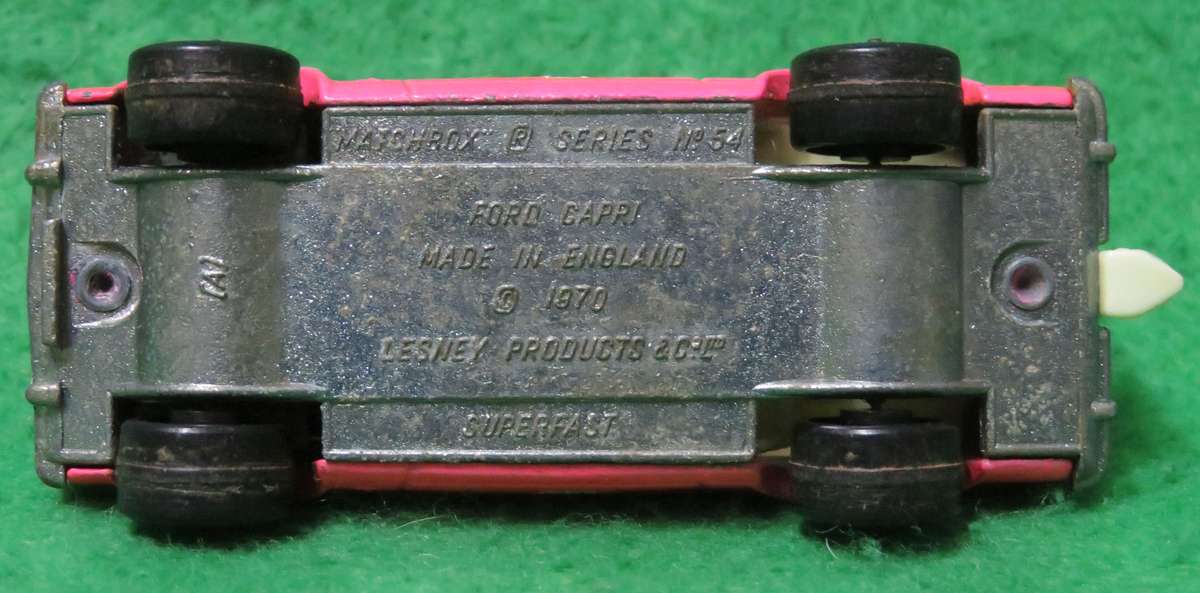 MATCHBOX ® SERIES Nº 54
FORD CAPRI
MADE IN ENGLAND
© 1970
LESNEY PRODUCTS & Cº Lᵀᴰ
SUPERFAST
(A)